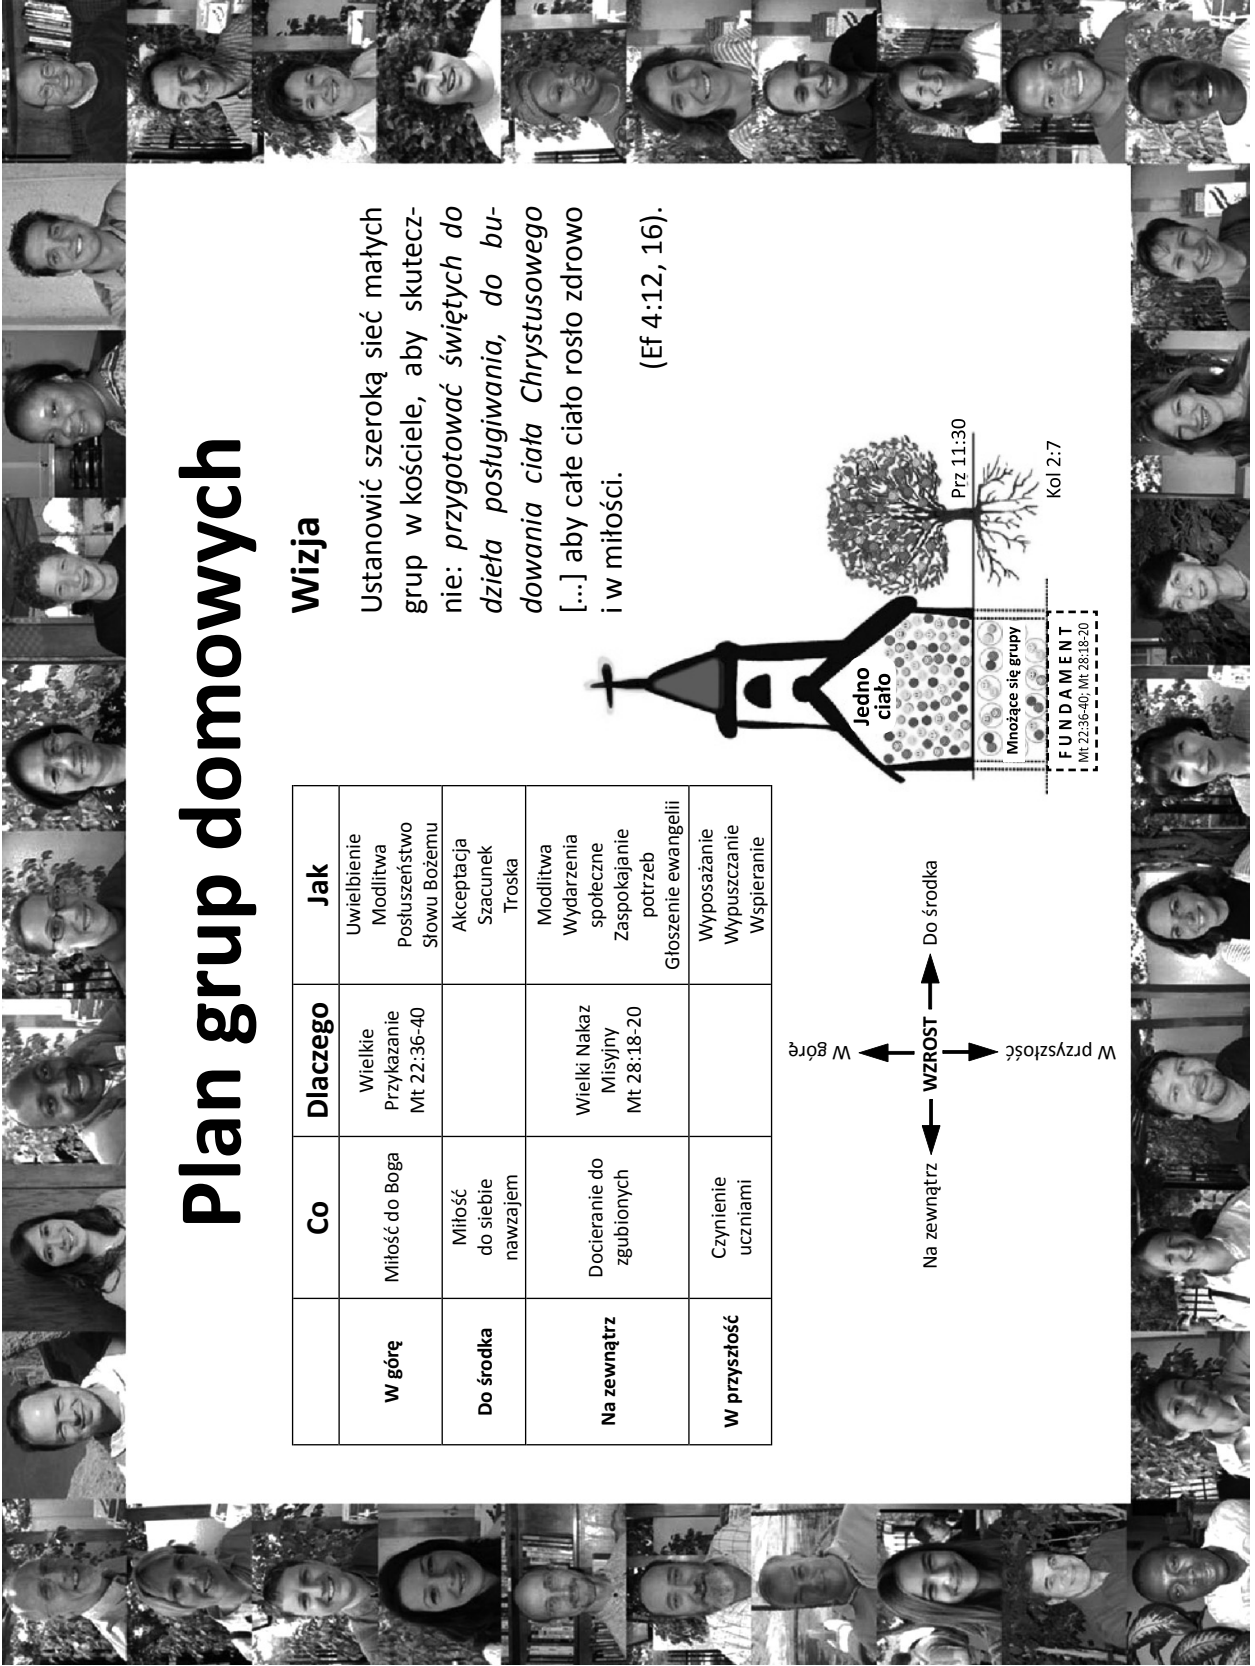 Plan grup domowych
Co
Dlaczego
Jak
W górę
Miłość do Boga
Wielkie
Przykazanie
Mt 22:36-40
Uwielbienie
Modlitwa
Posłuszeństwo
Słowu Bożemu
Do środka
Miłość
do siebie
nawzajem
Akceptacja
Szacunek
Troska
Na zewnątrz
Docieranie do
zgubionych
Wielki Nakaz
Misyjny
Mt 28:18-20
Modlitwa
Wydarzenia
społeczne
Zaspokajanie
potrzeb
Głoszenie ewangelii
W przyszłość
Czynienie
uczniami
Wyposażanie
Wypuszczanie
Wspieranie
Wizja
Ustanowić szeroką sieć małych
grup w kościele, aby skutecz-
nie: przygotować świętych do
dzieła posługiwania, do bu-
dowania ciała Chrystusowego
[...] aby całe ciało rosło zdrowo
i w miłości.
(Ef 4:12, 16).
W górę
Na zewnątrz
WZROST
Do środka
W przyszłość
Jedno
ciało
Mnożące się grupy
FUNDAMENT
Mt 22:36-40; Mt 28:18-20
Prz 11:30
Kol 2:7